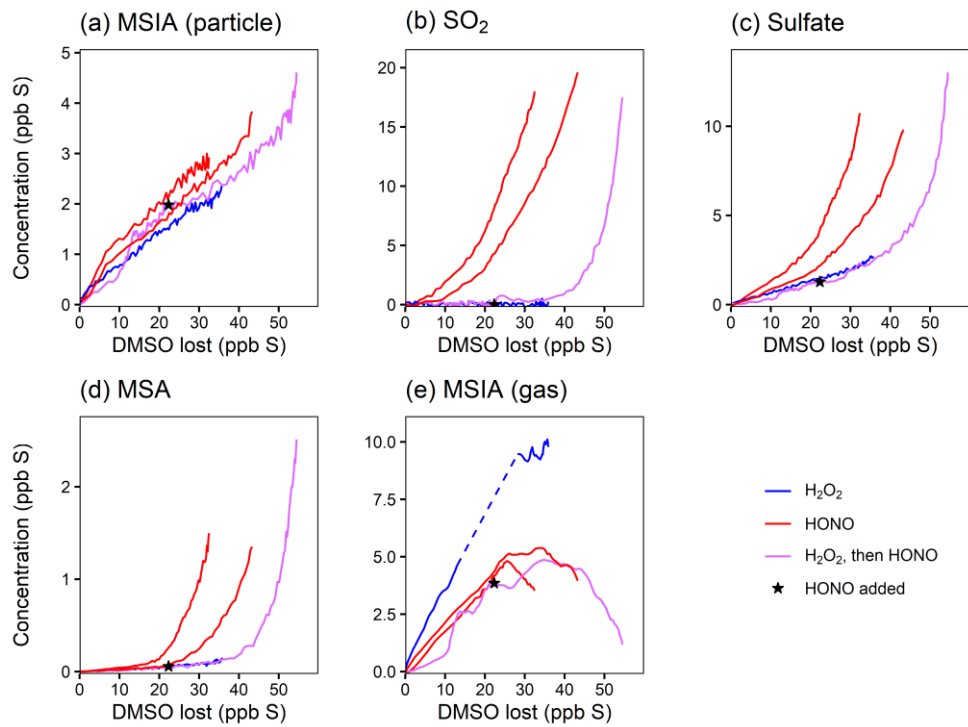 (a) MSIA (particle)
(b) SO₂
(c) Sulfate
Concentration (ppb S)
5
4
3
2
1
0
0 10 20 30 40 50
DMSO lost (ppb S)
20
15
10
5
0
0 10 20 30 40 50
DMSO lost (ppb S)
10
5
0
0 10 20 30 40 50
DMSO lost (ppb S)
(d) MSA
(e) MSIA (gas)
Concentration (ppb S)
2
1
0
0 10 20 30 40 50
DMSO lost (ppb S)
10.0
7.5
5.0
2.5
0.0
0 10 20 30 40 50
DMSO lost (ppb S)
H₂O₂
HONO
H₂O₂, then HONO
HONO added